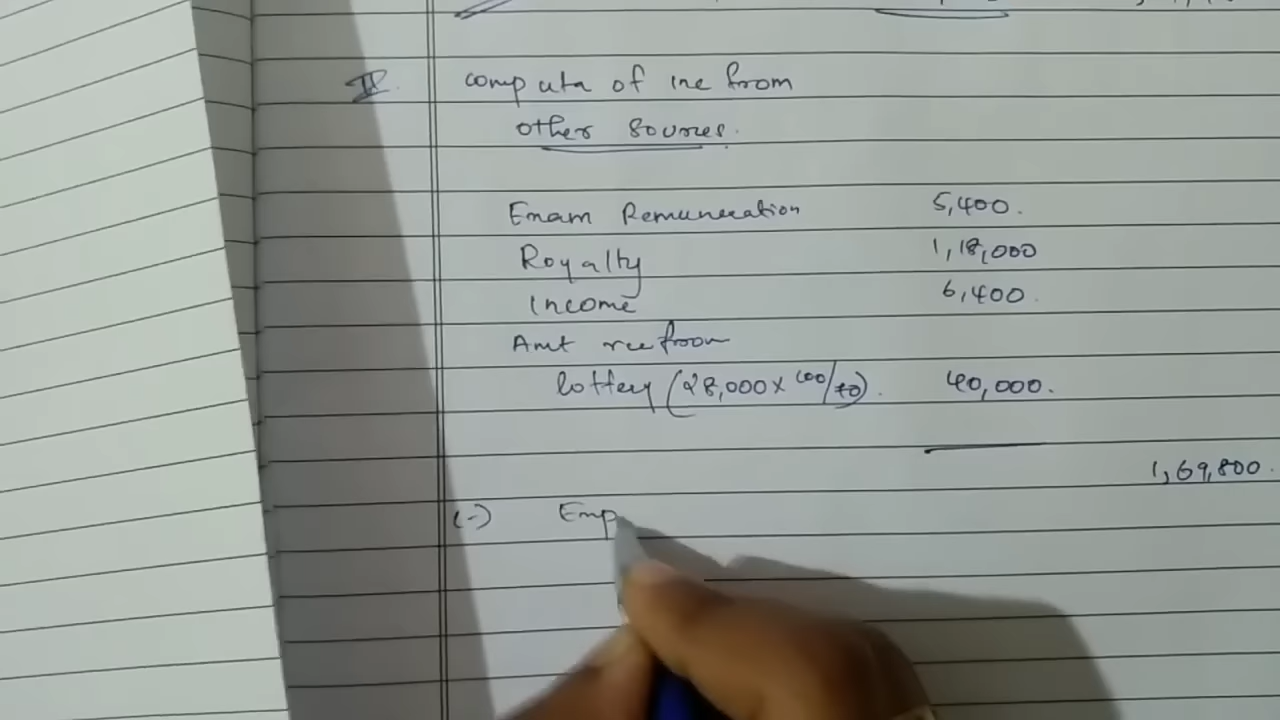 II. computa of inc from
other sources.
Exam Remuneration 5,400.
Royalty 1,18,000
Income 6,400.
Amt rec from
lottery (28,000 x 100/70). 40,000.
1,69,800.
(-) Exp